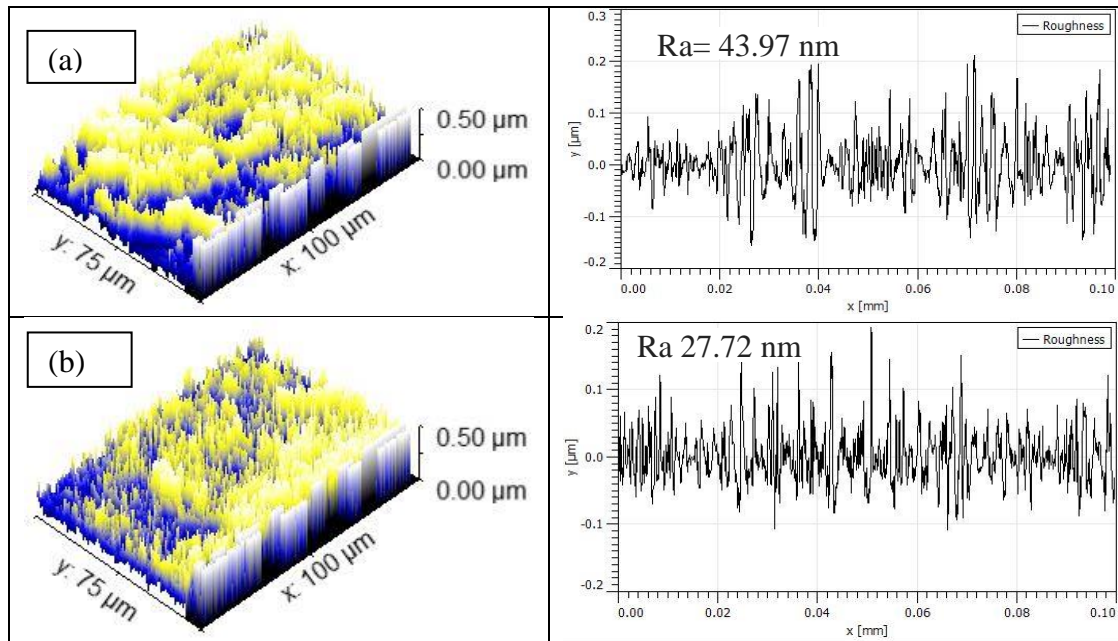 (a)
0.50 µm
0.00 µm
y: 75 µm
x: 100 µm
Ra= 43.97 nm
Roughness
0.3
0.2
0.1
0.0
-0.1
-0.2
y [µm]
0.00 0.02 0.04 0.06 0.08 0.10
x [mm]
(b)
0.50 µm
0.00 µm
y: 75 µm
x: 100 µm
Ra 27.72 nm
Roughness
0.2
0.1
0.0
-0.1
-0.2
y [µm]
0.00 0.02 0.04 0.06 0.08 0.10
x [mm]